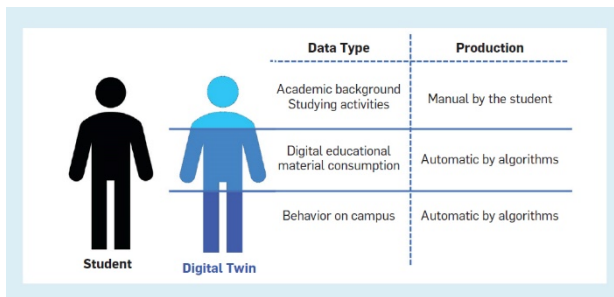 Data Type Production
Academic background
Studying activities
Manual by the student
Digital educational
material consumption
Automatic by algorithms
Behavior on campus Automatic by algorithms
Student Digital Twin